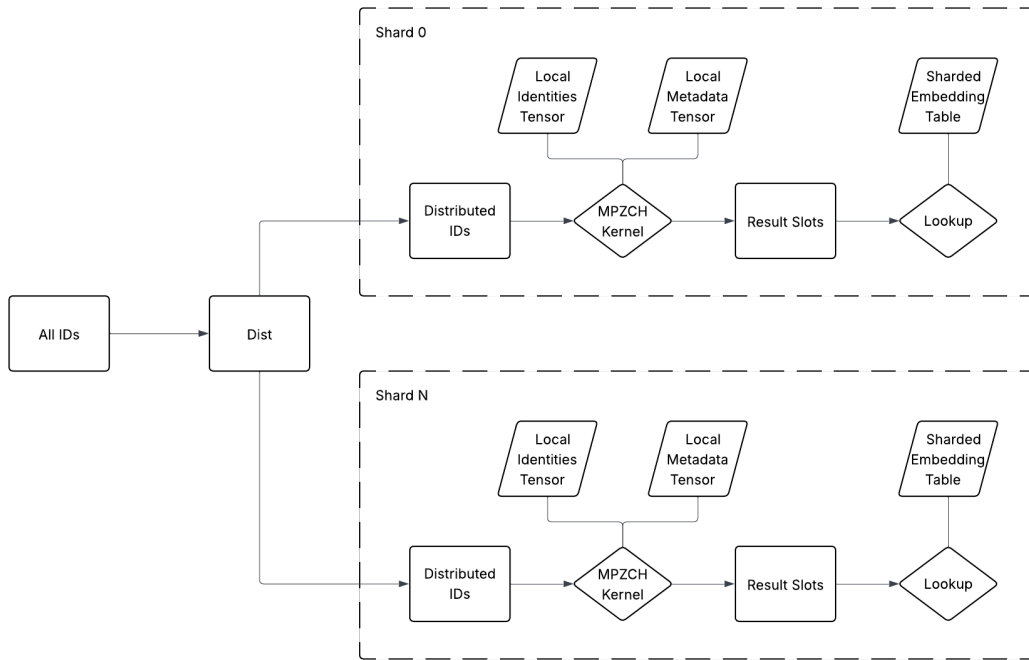 Shard 0
Local
Identities
Tensor
Local
Metadata
Tensor
Sharded
Embedding
Table
Distributed
IDs
MPZCH
Kernel
Result Slots
Lookup
All IDs
Dist
Shard N
Local
Identities
Tensor
Local
Metadata
Tensor
Sharded
Embedding
Table
Distributed
IDs
MPZCH
Kernel
Result Slots
Lookup